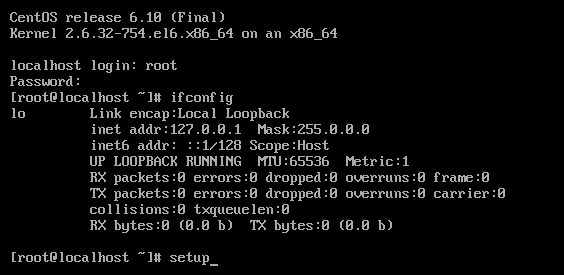 CentOS release 6.10 (Final)
Kernel 2.6.32-754.el6.x86_64 on an x86_64
localhost login: root
Password:
[root@localhost ~]# ifconfig
lo        Link encap:Local Loopback
          inet addr:127.0.0.1  Mask:255.0.0.0
          inet6 addr: ::1/128 Scope:Host
          UP LOOPBACK RUNNING  MTU:65536  Metric:1
          RX packets:0 errors:0 dropped:0 overruns:0 frame:0
          TX packets:0 errors:0 dropped:0 overruns:0 carrier:0
          collisions:0 txqueuelen:0
          RX bytes:0 (0.0 b)  TX bytes:0 (0.0 b)
[root@localhost ~]# setup_